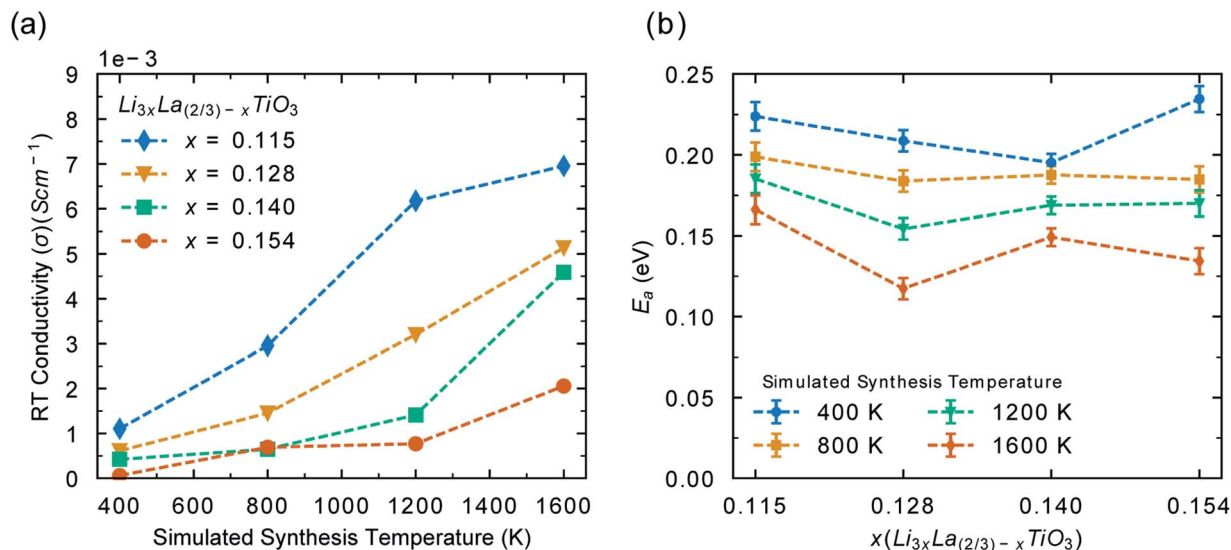 (a)
1e−3
RT Conductivity (σ)(Scm⁻¹)
9
8
7
6
5
4
3
2
1
0
Li₃ₓLa₍₂/₃₎₋ₓTiO₃
x = 0.115
x = 0.128
x = 0.140
x = 0.154
400 600 800 1000 1200 1400 1600
Simulated Synthesis Temperature (K)
(b)
Eₐ (eV)
0.25
0.20
0.15
0.10
0.05
0.00
Simulated Synthesis Temperature
400 K 1200 K
800 K 1600 K
0.115 0.128 0.140 0.154
x(Li₃ₓLa₍₂/₃₎₋ₓTiO₃)